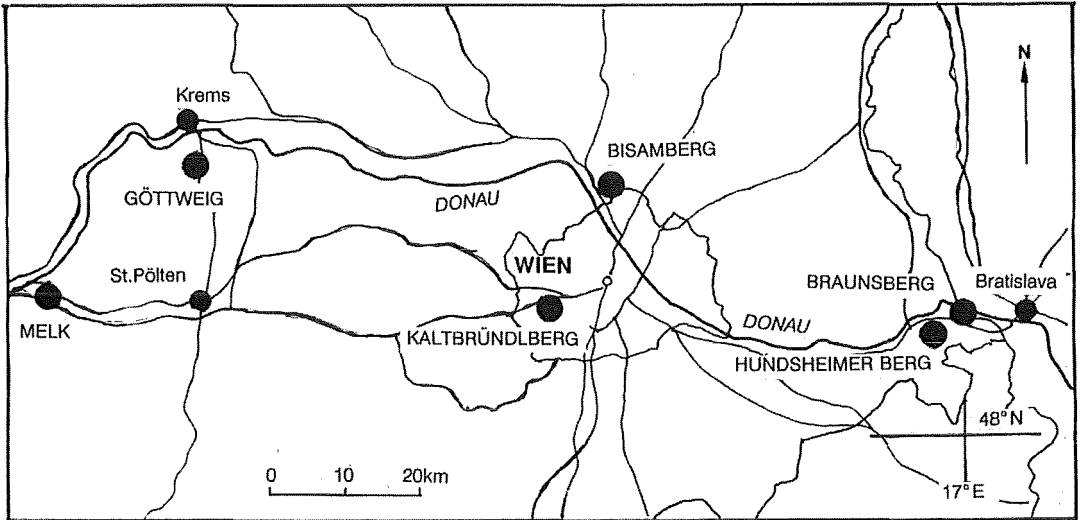 N
Krems
BISAMBERG
GÖTTWEIG
DONAU
WIEN
St.Pölten
BRAUNSBERG
Bratislava
MELK
KALTBRÜNDLBERG
DONAU
HUNDSHEIMER BERG
48°N
0 10 20km
17°E